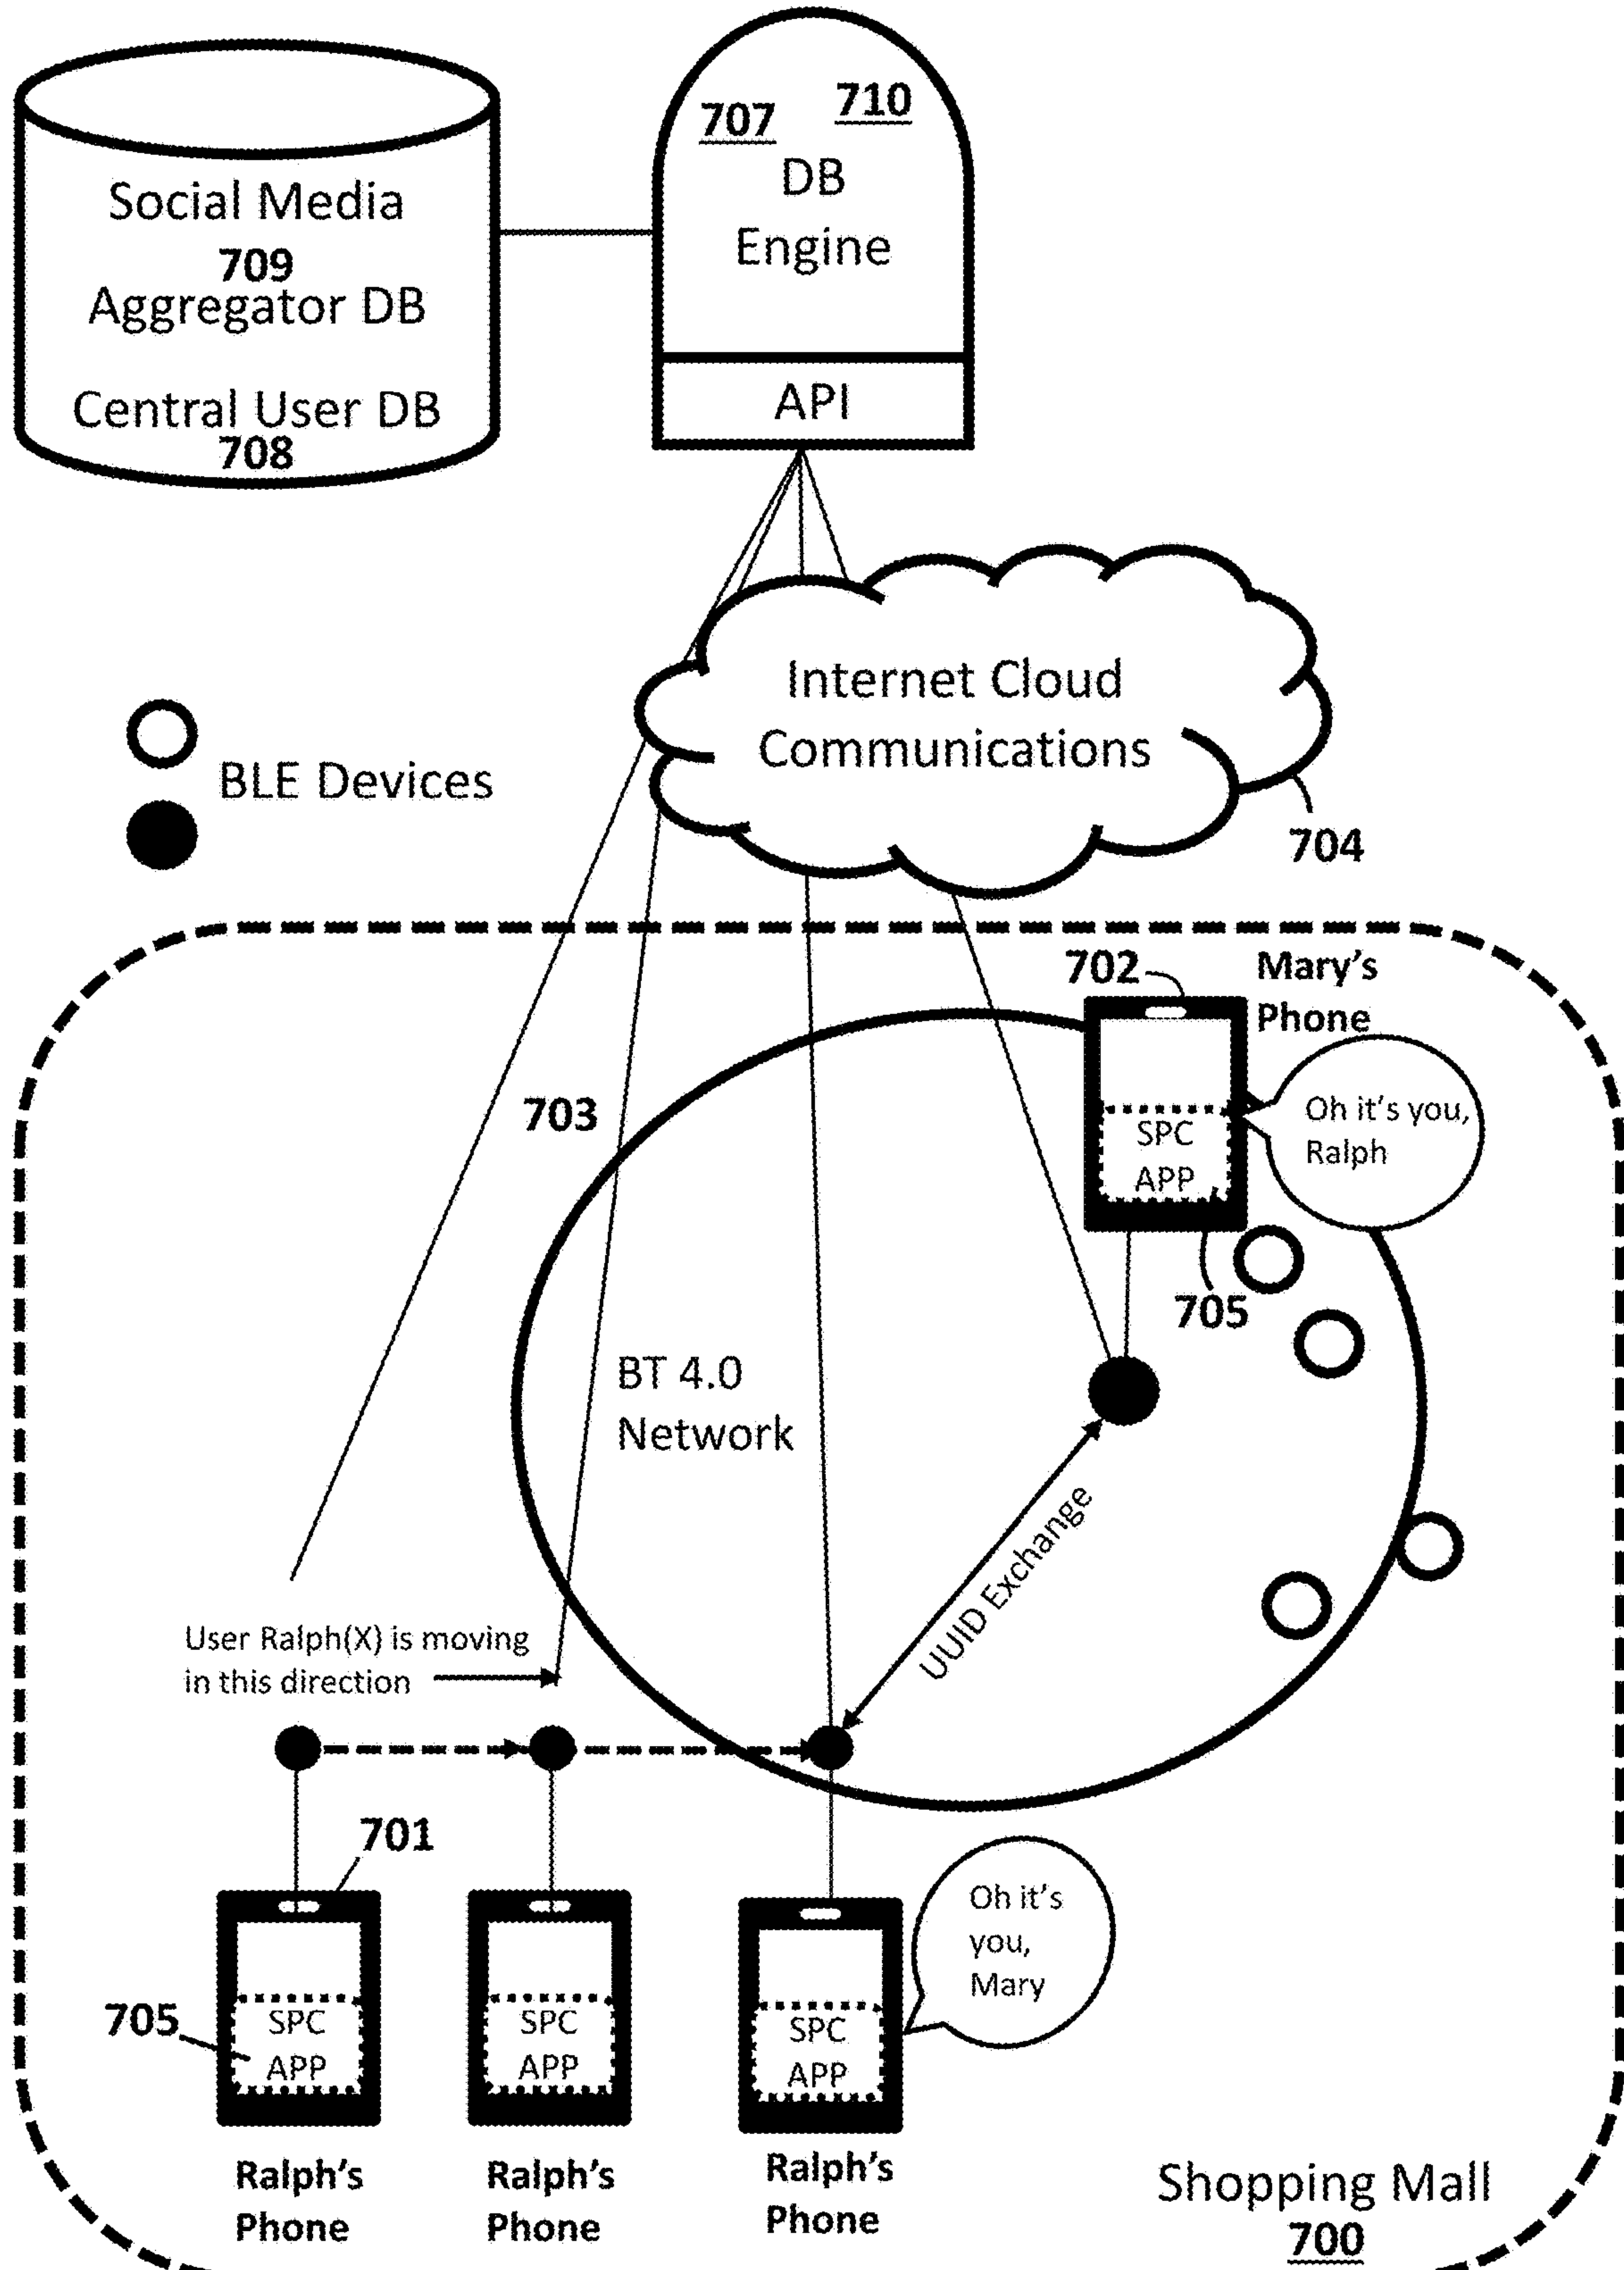 707
710
DB
Engine
API
Social Media
709
Aggregator DB
Central User DB
708
Internet Cloud
Communications
704
BLE Devices
702
Mary's
Phone
703
Oh it's you,
Ralph
SPC
APP
705
BT 4.0
Network
UUID Exchange
User Ralph(X) is moving
in this direction
701
705
SPC
APP
SPC
APP
SPC
APP
Oh it's
you,
Mary
Ralph's
Phone
Ralph's
Phone
Ralph's
Phone
Shopping Mall
700